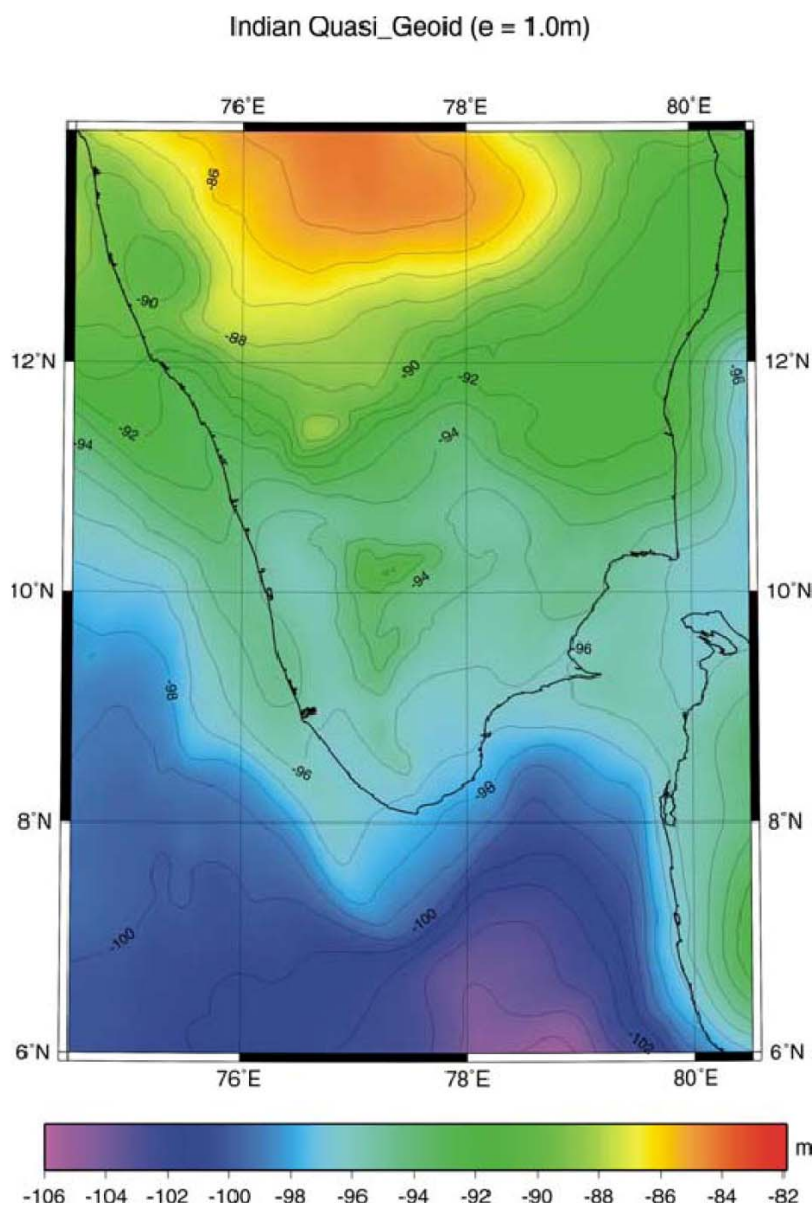 Indian Quasi_Geoid (e = 1.0m)
76˚E 78˚E 80˚E
-86
-90
-88
12˚N 12˚N
-90
-92
-96
-92
-94
-94
10˚N 10˚N
-94
-96
-98
-96
-98
8˚N 8˚N
-100
-100
-102
6˚N 6˚N
76˚E 78˚E 80˚E
m
-106 -104 -102 -100 -98 -96 -94 -92 -90 -88 -86 -84 -82